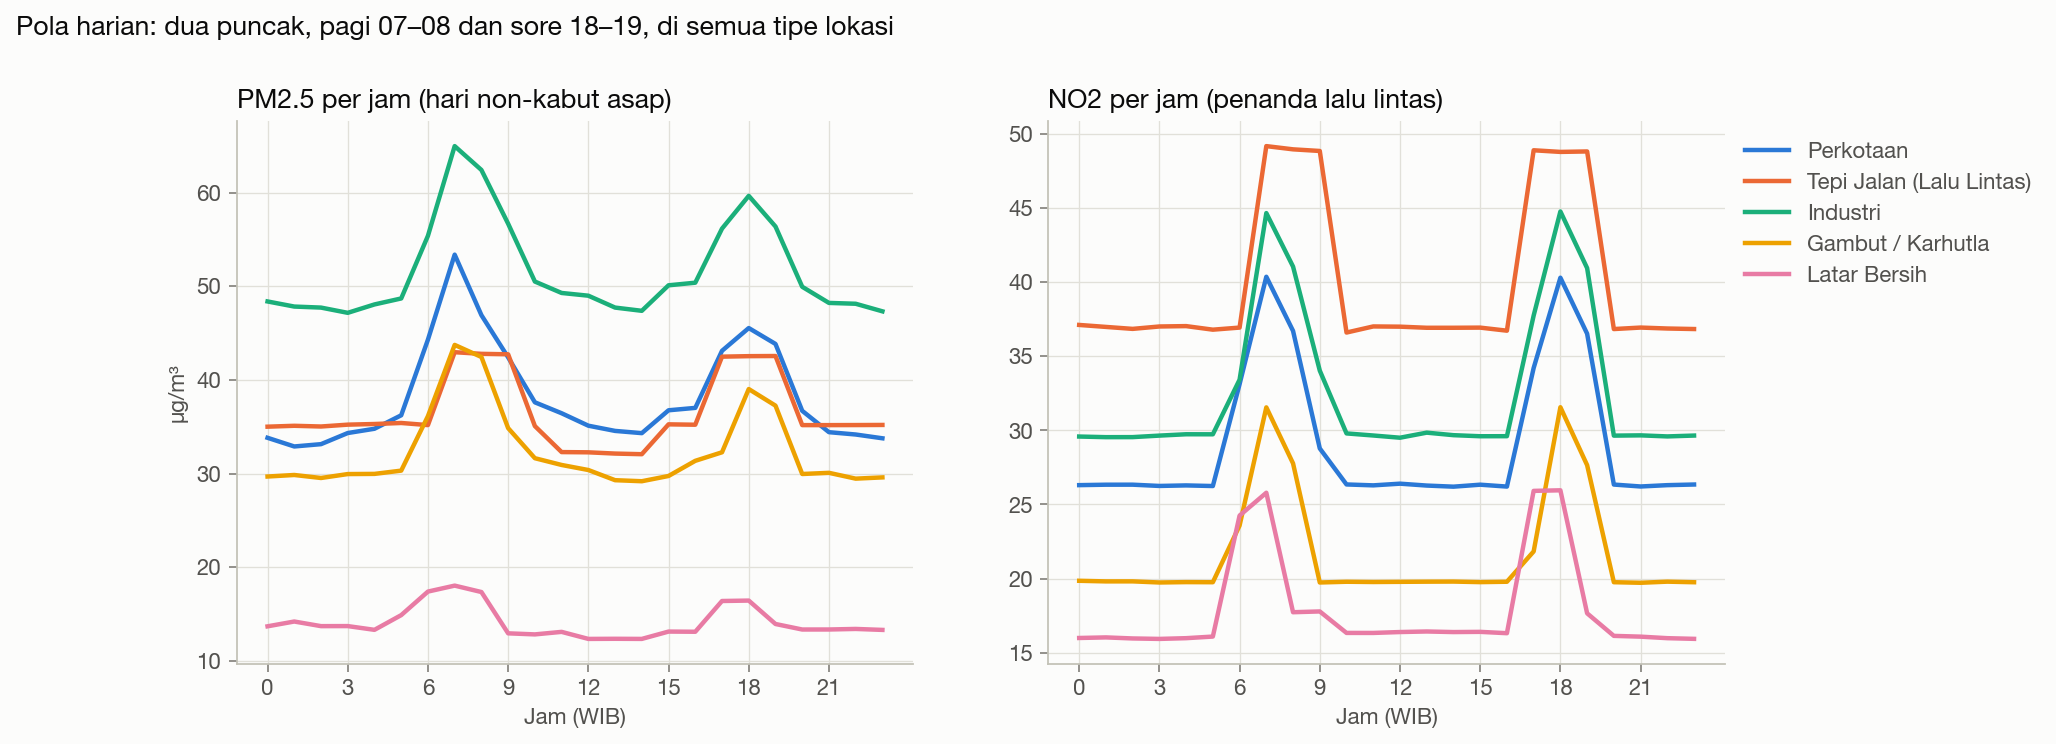 Pola harian: dua puncak, pagi 07–08 dan sore 18–19, di semua tipe lokasi
PM2.5 per jam (hari non-kabut asap)
µg/m³
60
50
40
30
20
10
0 3 6 9 12 15 18 21
Jam (WIB)
NO2 per jam (penanda lalu lintas)
50
45
40
35
30
25
20
15
0 3 6 9 12 15 18 21
Jam (WIB)
Perkotaan
Tepi Jalan (Lalu Lintas)
Industri
Gambut / Karhutla
Latar Bersih